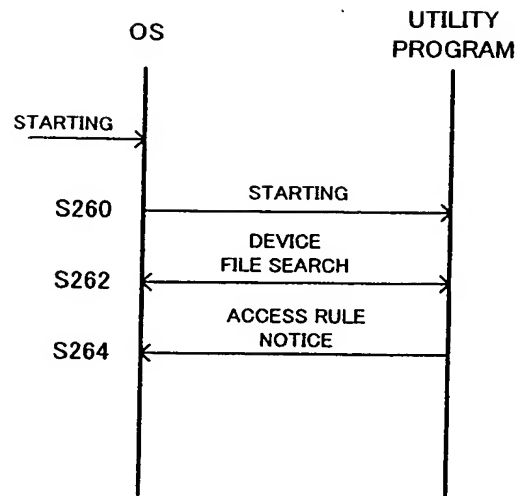 OS
UTILITY
PROGRAM
STARTING
S260
STARTING
DEVICE
FILE SEARCH
S262
ACCESS RULE
NOTICE
S264